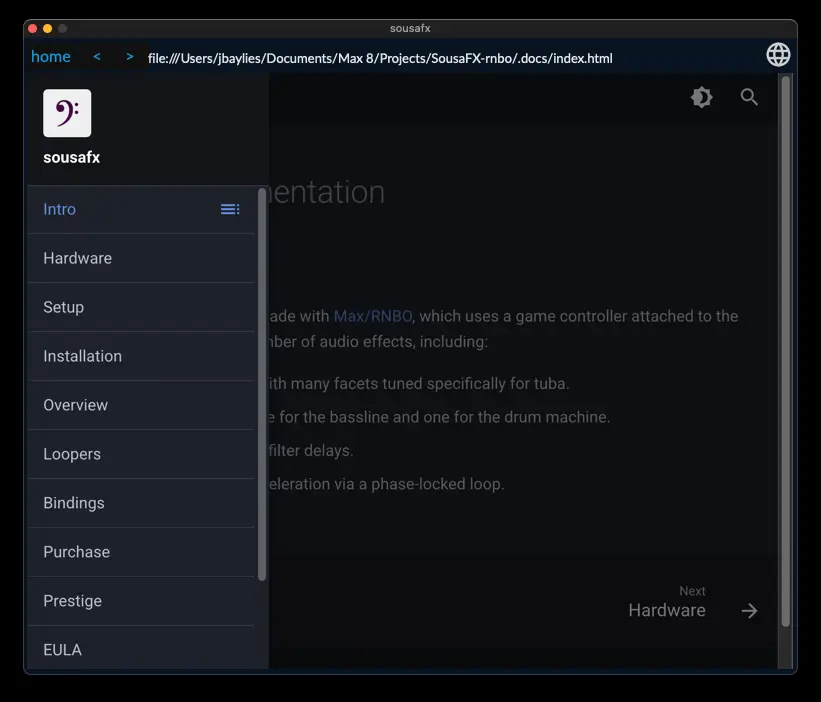 sousafx
home < > file:///Users/jbaylies/Documents/Max 8/Projects/SousaFX-rnbo/.docs/index.html
sousafx
Intro
Hardware
Setup
Installation
Overview
Loopers
Bindings
Purchase
Prestige
EULA
entation
ade with Max/RNBO, which uses a game controller attached to the
ber of audio effects, including:
ith many facets tuned specifically for tuba.
e for the bassline and one for the drum machine.
filter delays.
eleration via a phase-locked loop.
Next
Hardware